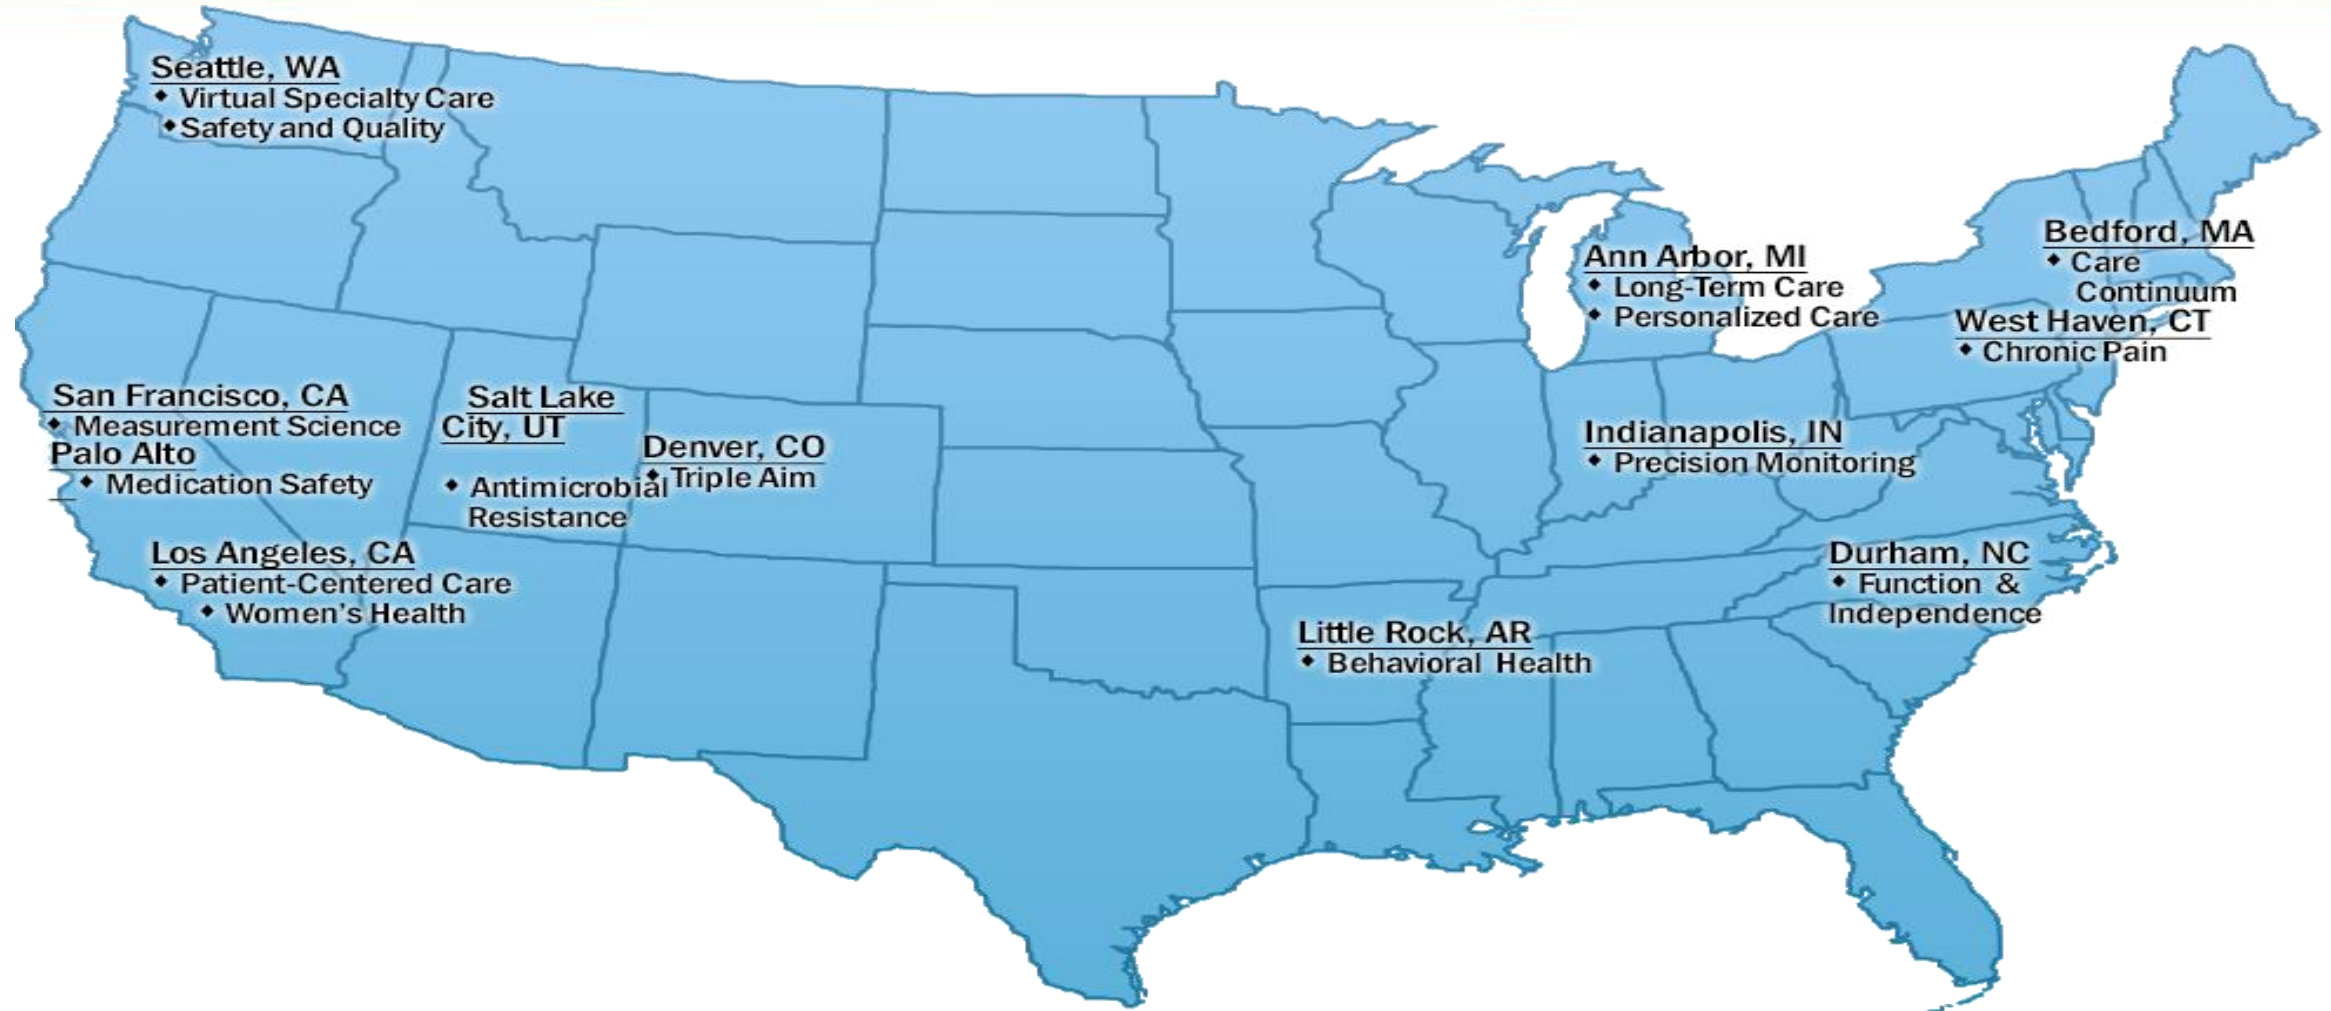 Seattle, WA
◆ Virtual Specialty Care
◆ Safety and Quality
San Francisco, CA
◆ Measurement Science
Palo Alto
◆ Medication Safety
Los Angeles, CA
◆ Patient-Centered Care
◆ Women's Health
Salt Lake
City, UT
◆ Antimicrobial
Resistance
Denver, CO
◆ Triple Aim
Little Rock, AR
◆ Behavioral Health
Ann Arbor, MI
◆ Long-Term Care
◆ Personalized Care
Indianapolis, IN
◆ Precision Monitoring
Bedford, MA
◆ Care
Continuum
West Haven, CT
◆ Chronic Pain
Durham, NC
◆ Function &
Independence